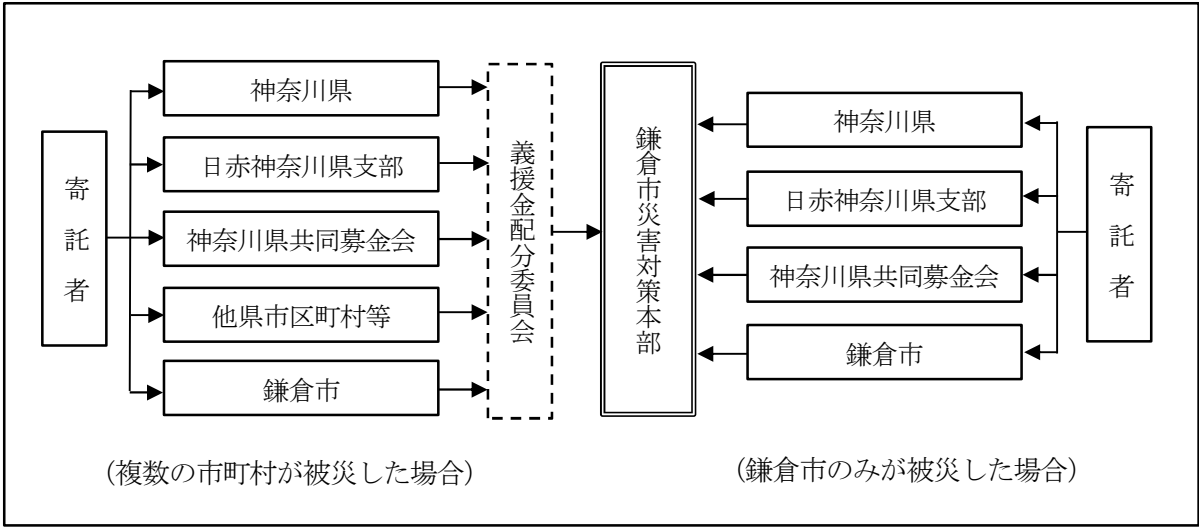 寄託者
神奈川県
日赤神奈川県支部
神奈川県共同募金会
他県市区町村等
鎌倉市
義援金配分委員会
(複数の市町村が被災した場合)
鎌倉市災害対策本部
神奈川県
日赤神奈川県支部
神奈川県共同募金会
鎌倉市
寄託者
(鎌倉市のみが被災した場合)